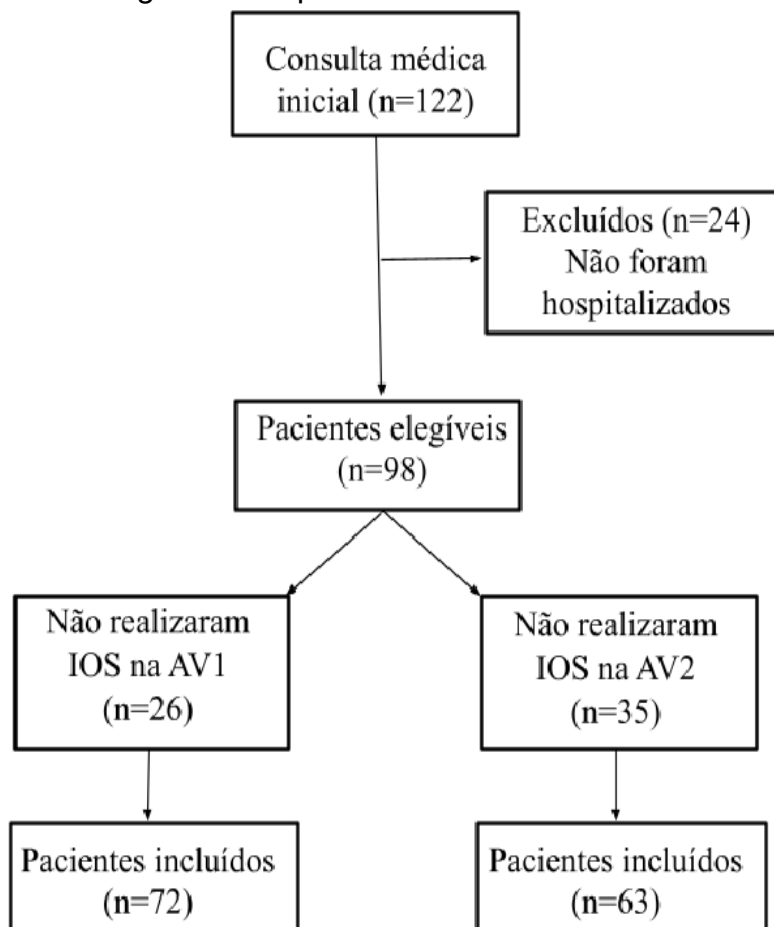 Consulta médica
inicial (n=122)
Excluídos (n=24)
Não foram
hospitalizados
Pacientes elegíveis
(n=98)
Não realizaram
IOS na AV1
(n=26)
Não realizaram
IOS na AV2
(n=35)
Pacientes incluídos
(n=72)
Pacientes incluídos
(n=63)